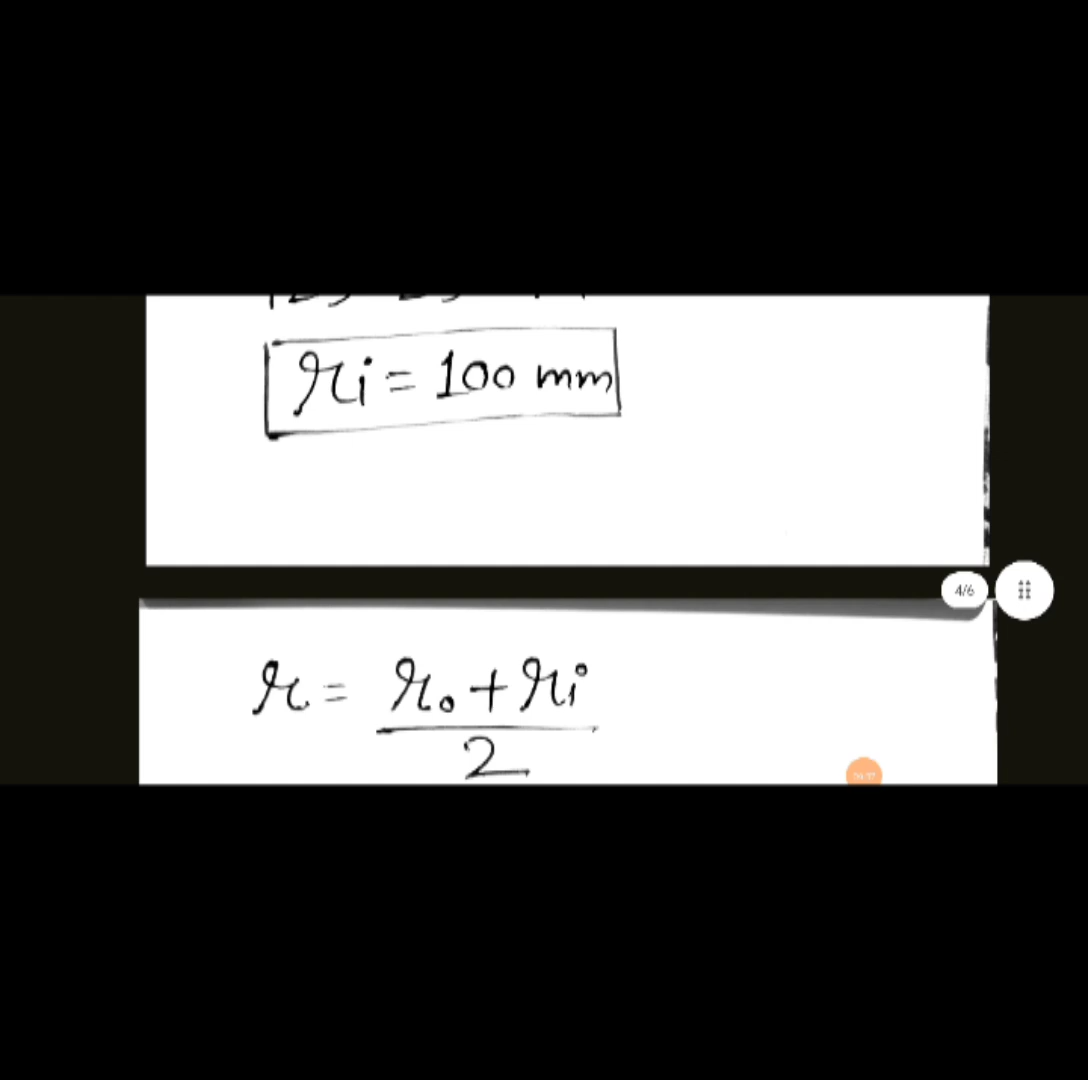 ri = 100 mm
4/6
r = ro + ri
2